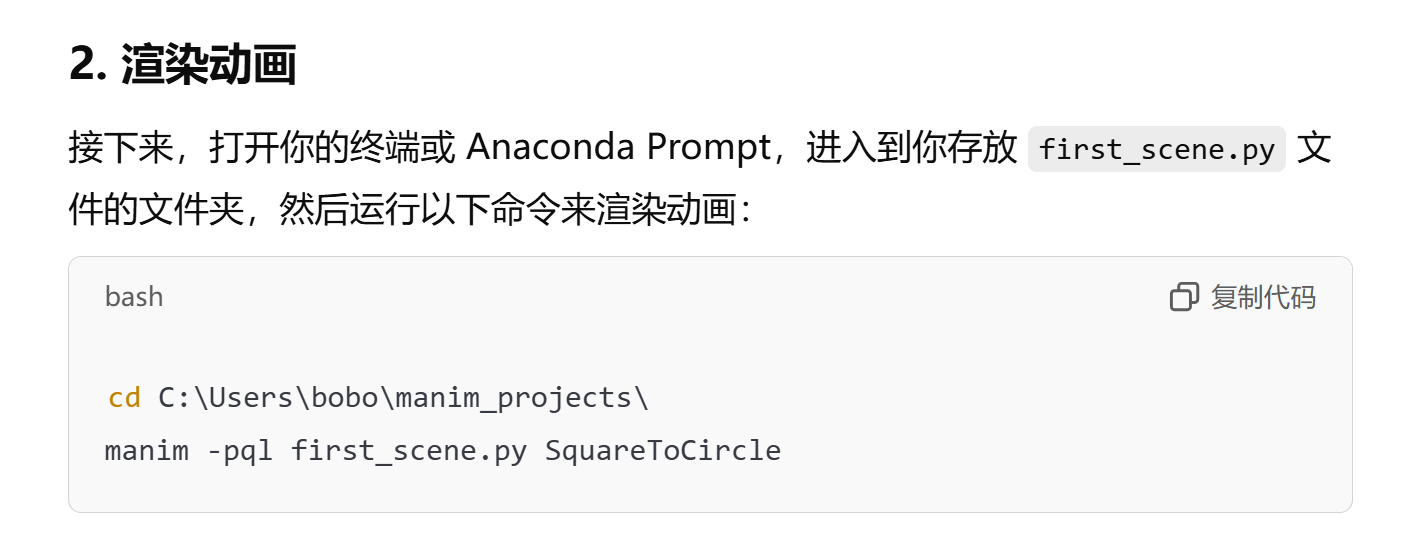 2. 渲染动画
接下来，打开你的终端或 Anaconda Prompt，进入到你存放 first_scene.py 文
件的文件夹，然后运行以下命令来渲染动画：
bash
复制代码
cd C:\Users\bobo\manim_projects\
manim -pql first_scene.py SquareToCircle